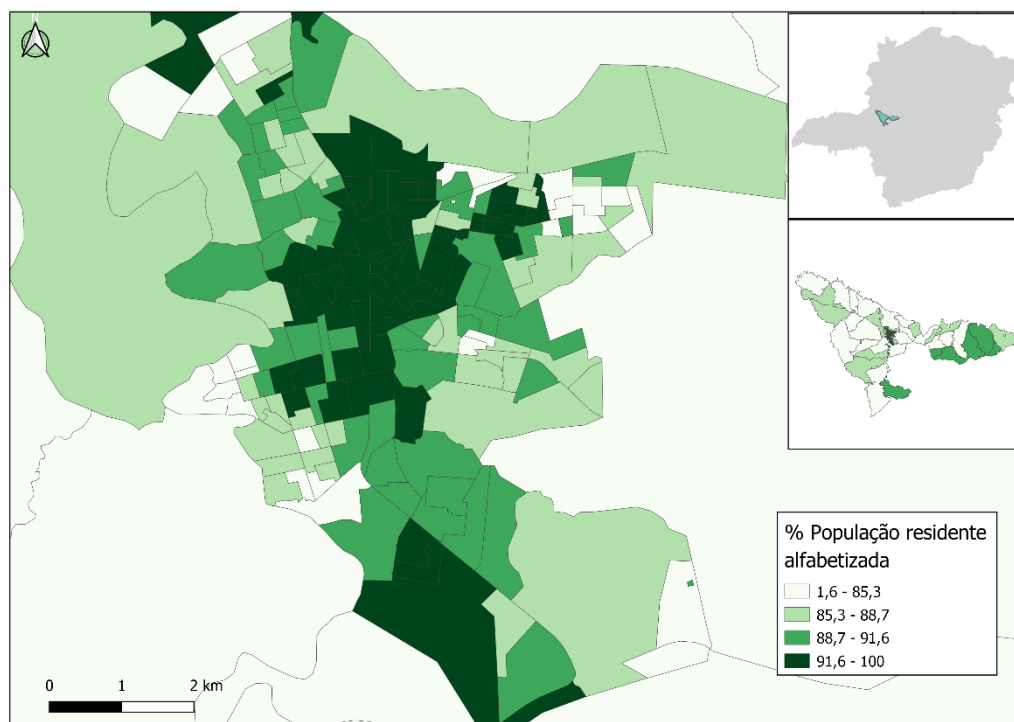 N
% População residente
alfabetizada
1,6 - 85,3
85,3 - 88,7
88,7 - 91,6
91,6 - 100
0 1 2 km